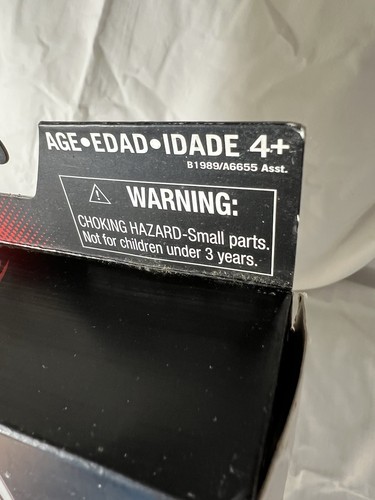 AGE•EDAD•IDADE 4+
B1989/A6655 Asst.
WARNING:
CHOKING HAZARD-Small parts.
Not for children under 3 years.